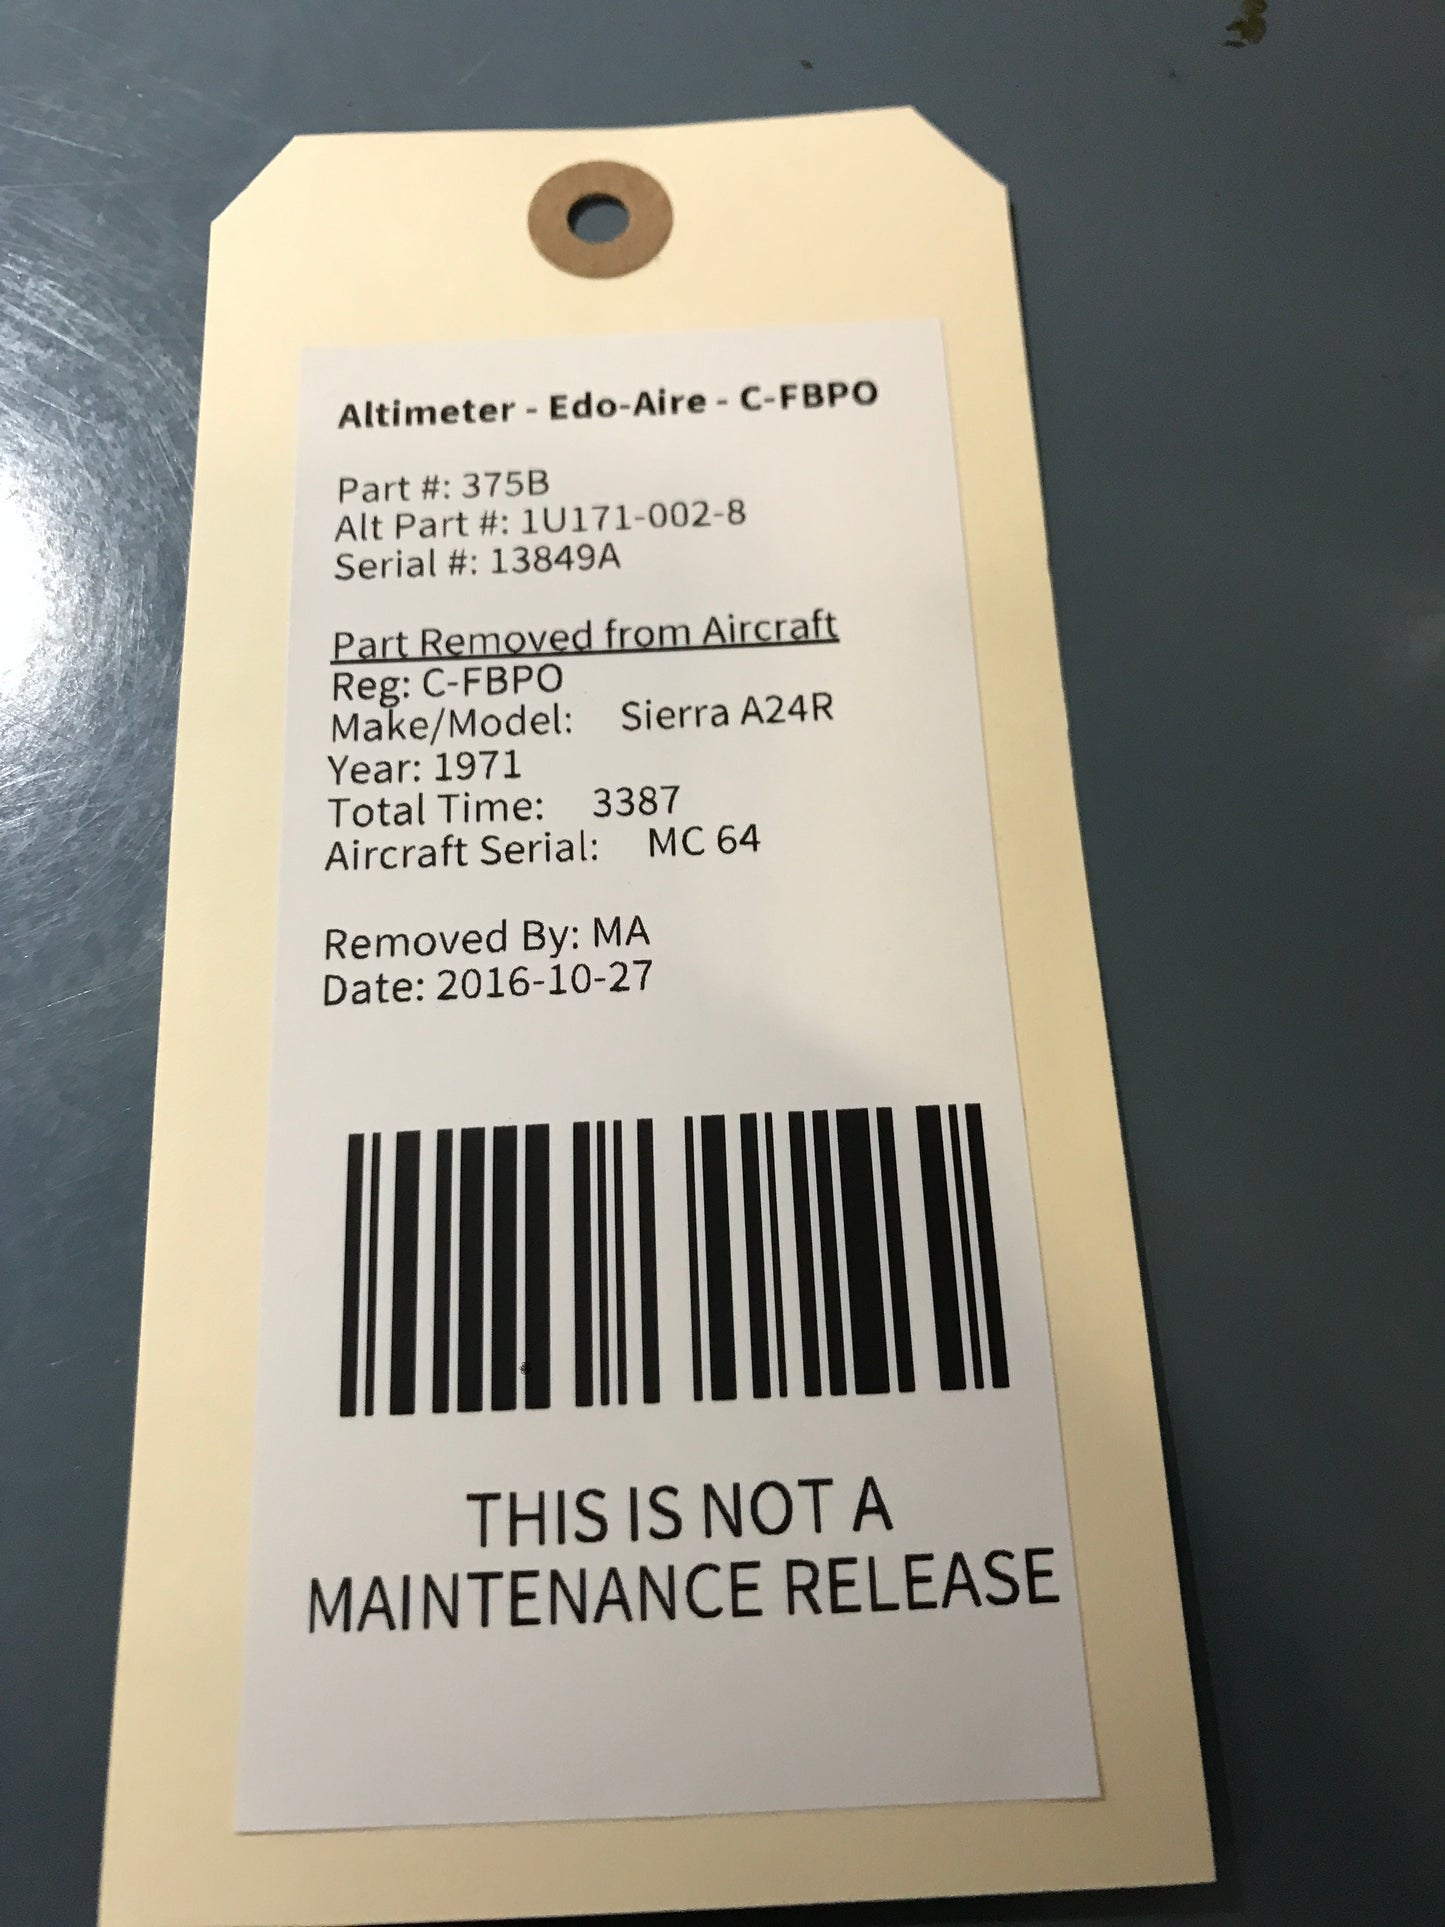 Altimeter - Edo-Aire - C-FBPO
Part #: 375B
Alt Part #: 1U171-002-8
Serial #: 13849A
Part Removed from Aircraft
Reg: C-FBPO
Make/Model: Sierra A24R
Year: 1971
Total Time: 3387
Aircraft Serial: MC 64
Removed By: MA
Date: 2016-10-27
THIS IS NOT A
MAINTENANCE RELEASE